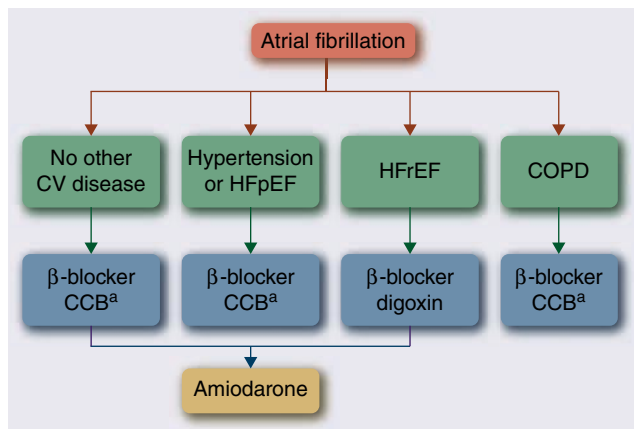 Atrial fibrillation
No other
CV disease
Hypertension
or HFpEF
HFrEF
COPD
β-blocker
CCBᵃ
β-blocker
CCBᵃ
β-blocker
digoxin
β-blocker
CCBᵃ
Amiodarone